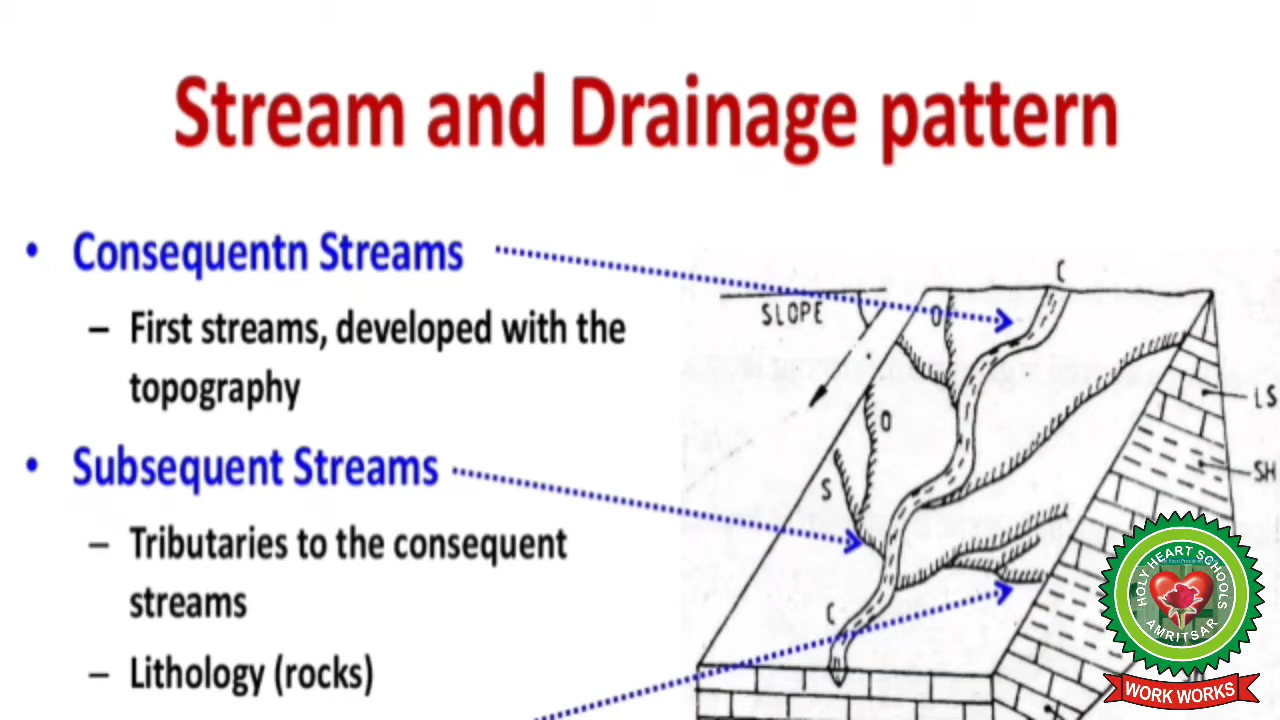 Stream and Drainage pattern
• Consequentn Streams
– First streams, developed with the
topography
• Subsequent Streams
– Tributaries to the consequent
streams
– Lithology (rocks)
C
SLOPE
O
O
S
C
LS
SH
HOLY HEART SCHOOLS
AMRITSAR
WORK WORKS